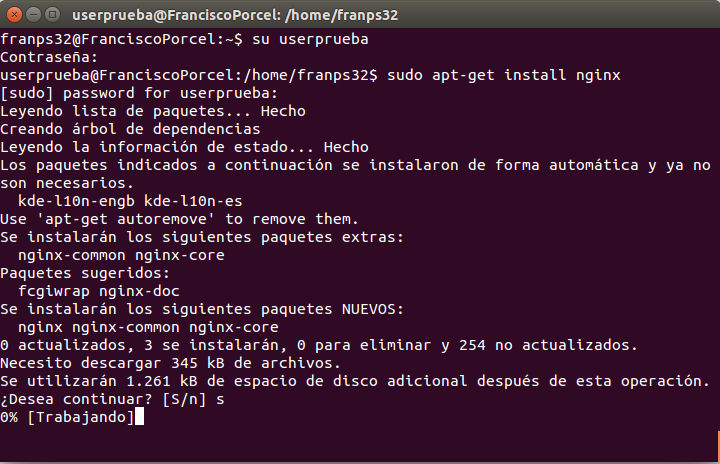 userprueba@FranciscoPorcel: /home/franps32
franps32@FranciscoPorcel:~$ su userprueba
Contraseña:
userprueba@FranciscoPorcel:/home/franps32$ sudo apt-get install nginx
[sudo] password for userprueba:
Leyendo lista de paquetes... Hecho
Creando árbol de dependencias
Leyendo la información de estado... Hecho
Los paquetes indicados a continuación se instalaron de forma automática y ya no
son necesarios.
  kde-l10n-engb kde-l10n-es
Use 'apt-get autoremove' to remove them.
Se instalarán los siguientes paquetes extras:
  nginx-common nginx-core
Paquetes sugeridos:
  fcgiwrap nginx-doc
Se instalarán los siguientes paquetes NUEVOS:
  nginx nginx-common nginx-core
0 actualizados, 3 se instalarán, 0 para eliminar y 254 no actualizados.
Necesito descargar 345 kB de archivos.
Se utilizarán 1.261 kB de espacio de disco adicional después de esta operación.
¿Desea continuar? [S/n] s
0% [Trabajando]